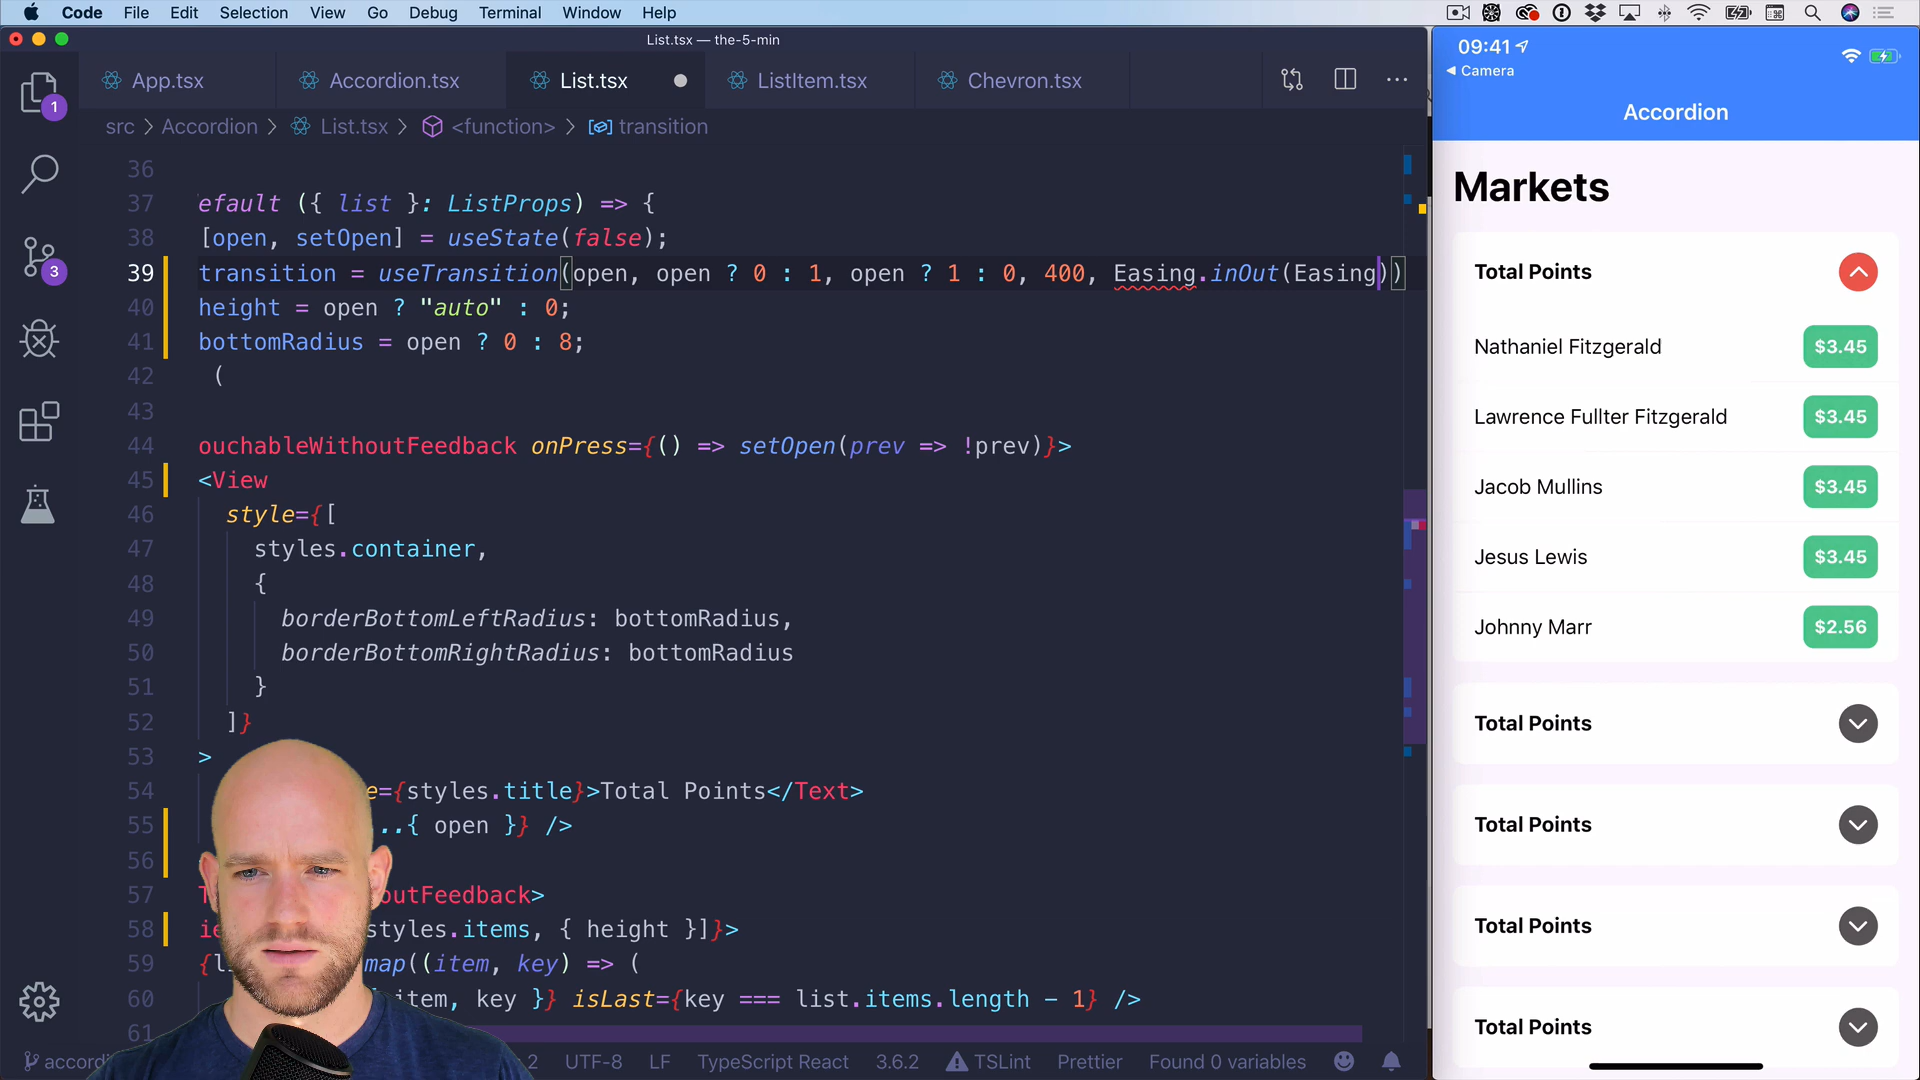 Code File Edit Selection View Go Debug Terminal Window Help
List.tsx — the-5-min
App.tsx
Accordion.tsx
List.tsx
ListItem.tsx
Chevron.tsx
src > Accordion > List.tsx > <function> > transition
36
37 efault ({ list }: ListProps) => {
38 [open, setOpen] = useState(false);
39 transition = useTransition(open, open ? 0 : 1, open ? 1 : 0, 400, Easing.inOut(Easing))
40 height = open ? "auto" : 0;
41 bottomRadius = open ? 0 : 8;
42 (
43
44 ouchableWithoutFeedback onPress={() => setOpen(prev => !prev)}>
45 <View
46 style={[
47 styles.container,
48 {
49 borderBottomLeftRadius: bottomRadius,
50 borderBottomRightRadius: bottomRadius
51 }
52 ]}
53 >
54 e={styles.title}>Total Points</Text>
55 ..{ open }} />
56
57 T outFeedback>
58 ie styles.items, { height }]}>
59 {li map((item, key) => (
60 item, key }} isLast={key === list.items.length - 1} />
61
1
3
accordi 2 UTF-8 LF TypeScript React 3.6.2 TSLint Prettier Found 0 variables
09:41
Camera
Accordion
Markets
Total Points
Nathaniel Fitzgerald $3.45
Lawrence Fullter Fitzgerald $3.45
Jacob Mullins $3.45
Jesus Lewis $3.45
Johnny Marr $2.56
Total Points
Total Points
Total Points
Total Points